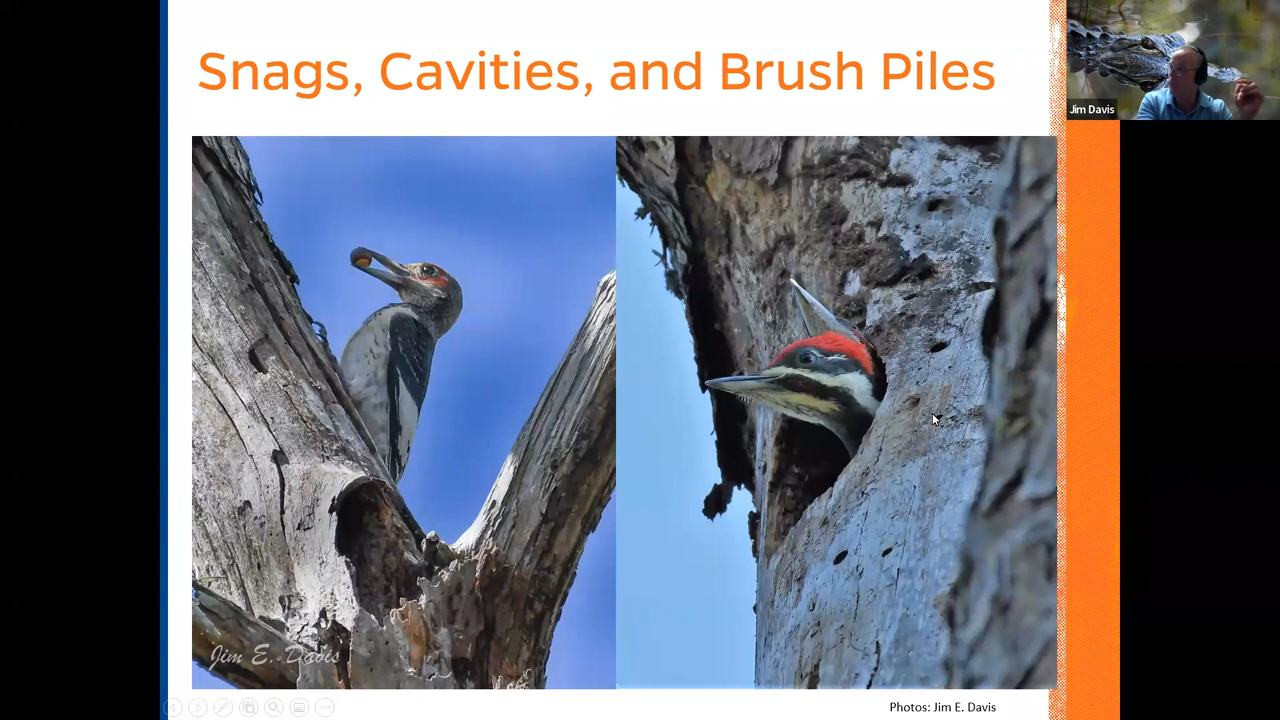 Snags, Cavities, and Brush Piles
Jim Davis
Jim E. Davis
Photos: Jim E. Davis